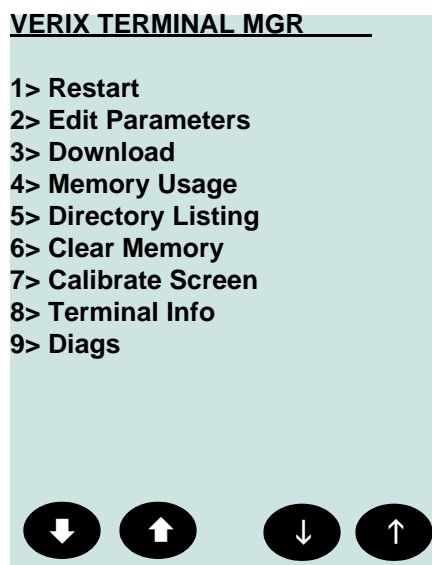 VERIX TERMINAL MGR
1> Restart
2> Edit Parameters
3> Download
4> Memory Usage
5> Directory Listing
6> Clear Memory
7> Calibrate Screen
8> Terminal Info
9> Diags